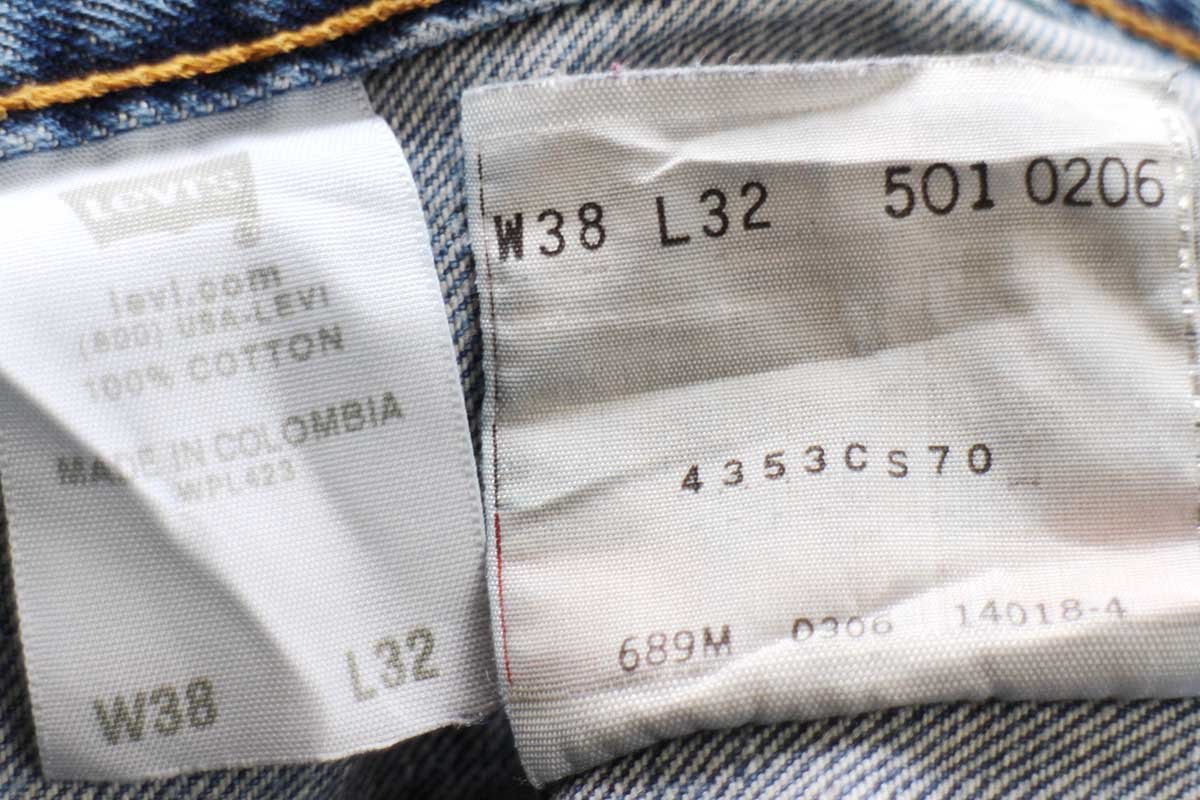 Levi's
®
levi.com
(800) USA-LEVI
100% COTTON
MADE IN COLOMBIA
WPL423
W38 L32
W38 L32 501 0206
4353CS70
689M 0306 14018-4